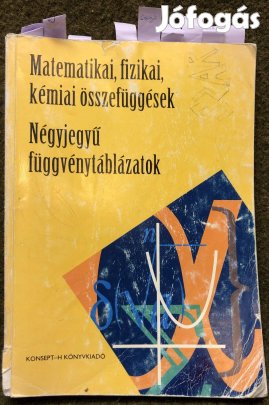 Jófogás
Matematikai, fizikai,
kémiai összefüggések
Négyjegyű
függvénytáblázatok
KONSEPT-H KÖNYVKIADÓ